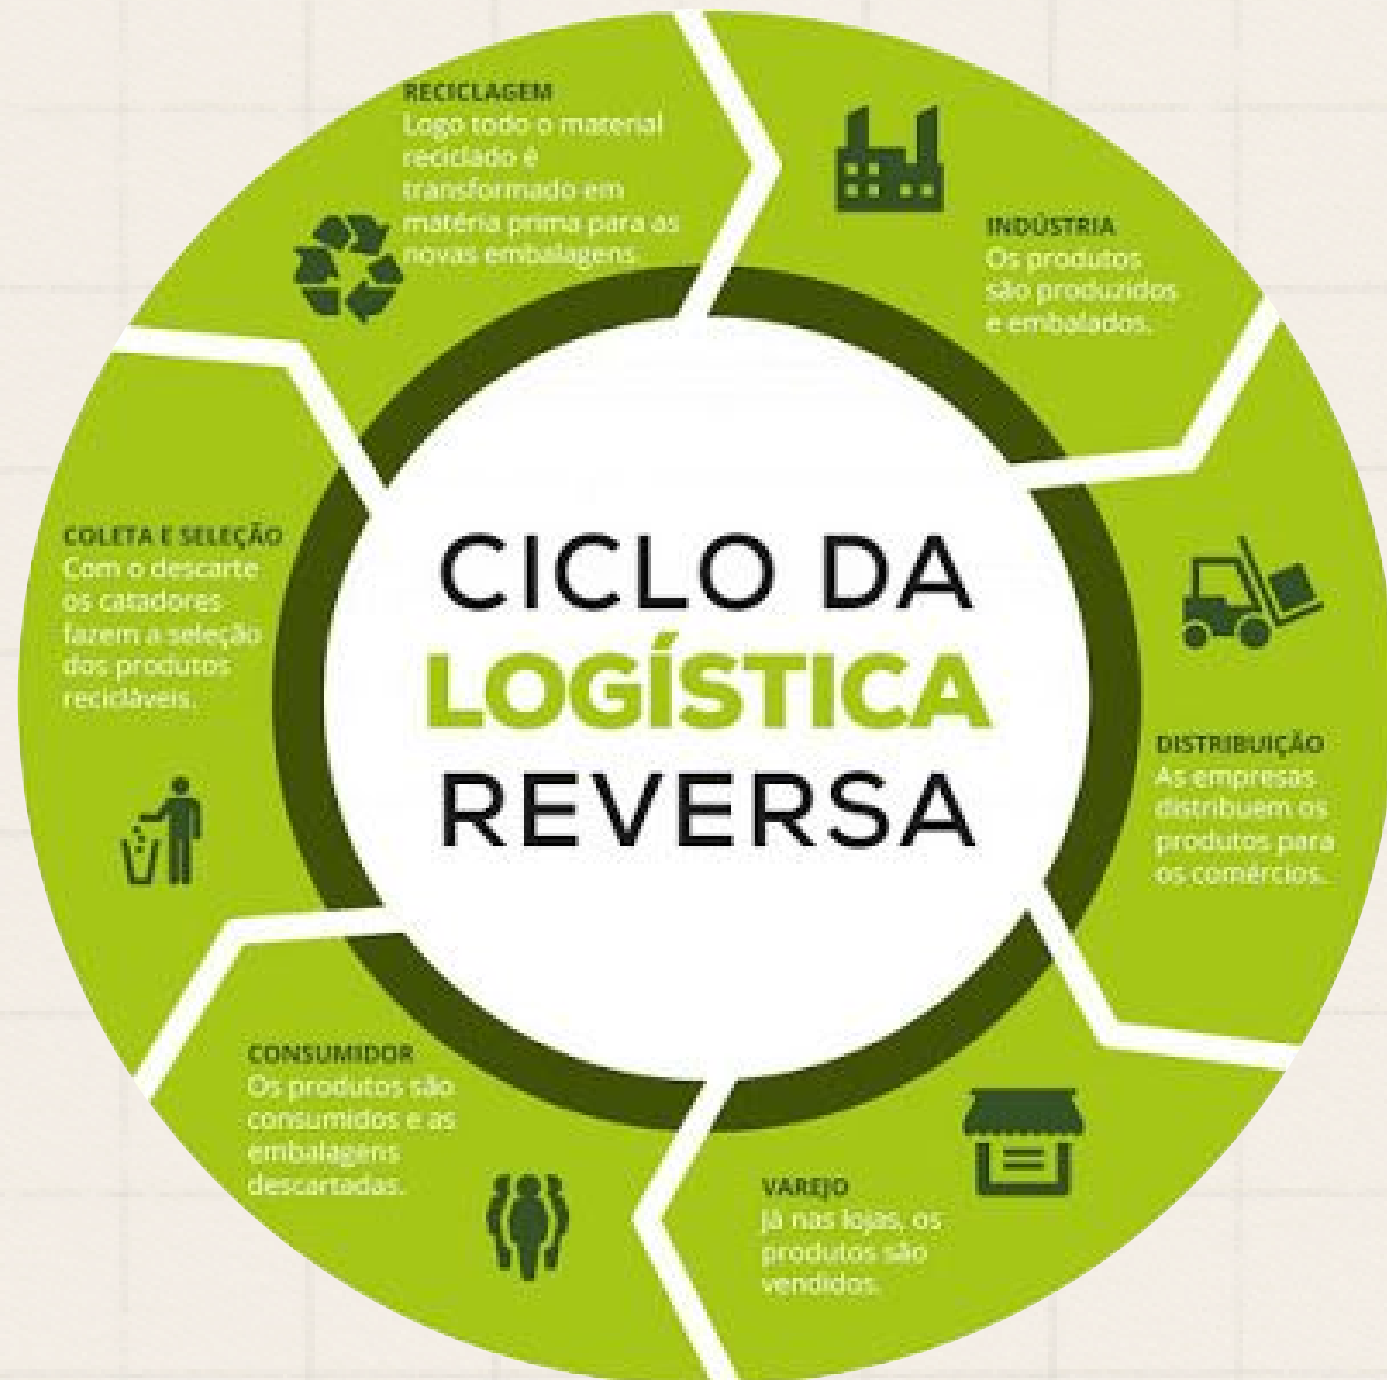 CICLO DA
LOGÍSTICA
REVERSA
RECICLAGEM
Logo todo o material
reciclado é
transformado em
matéria prima para as
novas embalagens.
INDÚSTRIA
Os produtos
são produzidos
e embalados.
DISTRIBUIÇÃO
As empresas
distribuem os
produtos para
os comércios.
VAREJO
Já nas lojas, os
produtos são
vendidos.
CONSUMIDOR
Os produtos são
consumidos e as
embalagens
descartadas.
COLETA E SELEÇÃO
Com o descarte
os catadores
fazem a seleção
dos produtos
recicláveis.